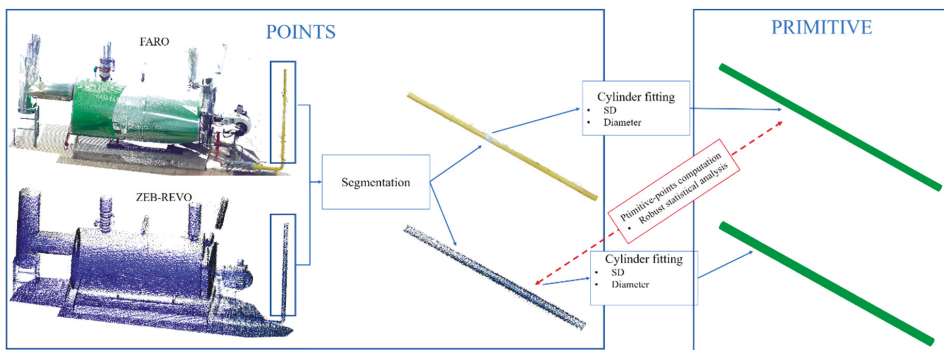 POINTS
PRIMITIVE
FARO
ZEB-REVO
Segmentation
Cylinder fitting
• SD
• Diameter
Ptimitive-points computation
• Robust statistical analysis
Cylinder fitting
• SD
• Diameter